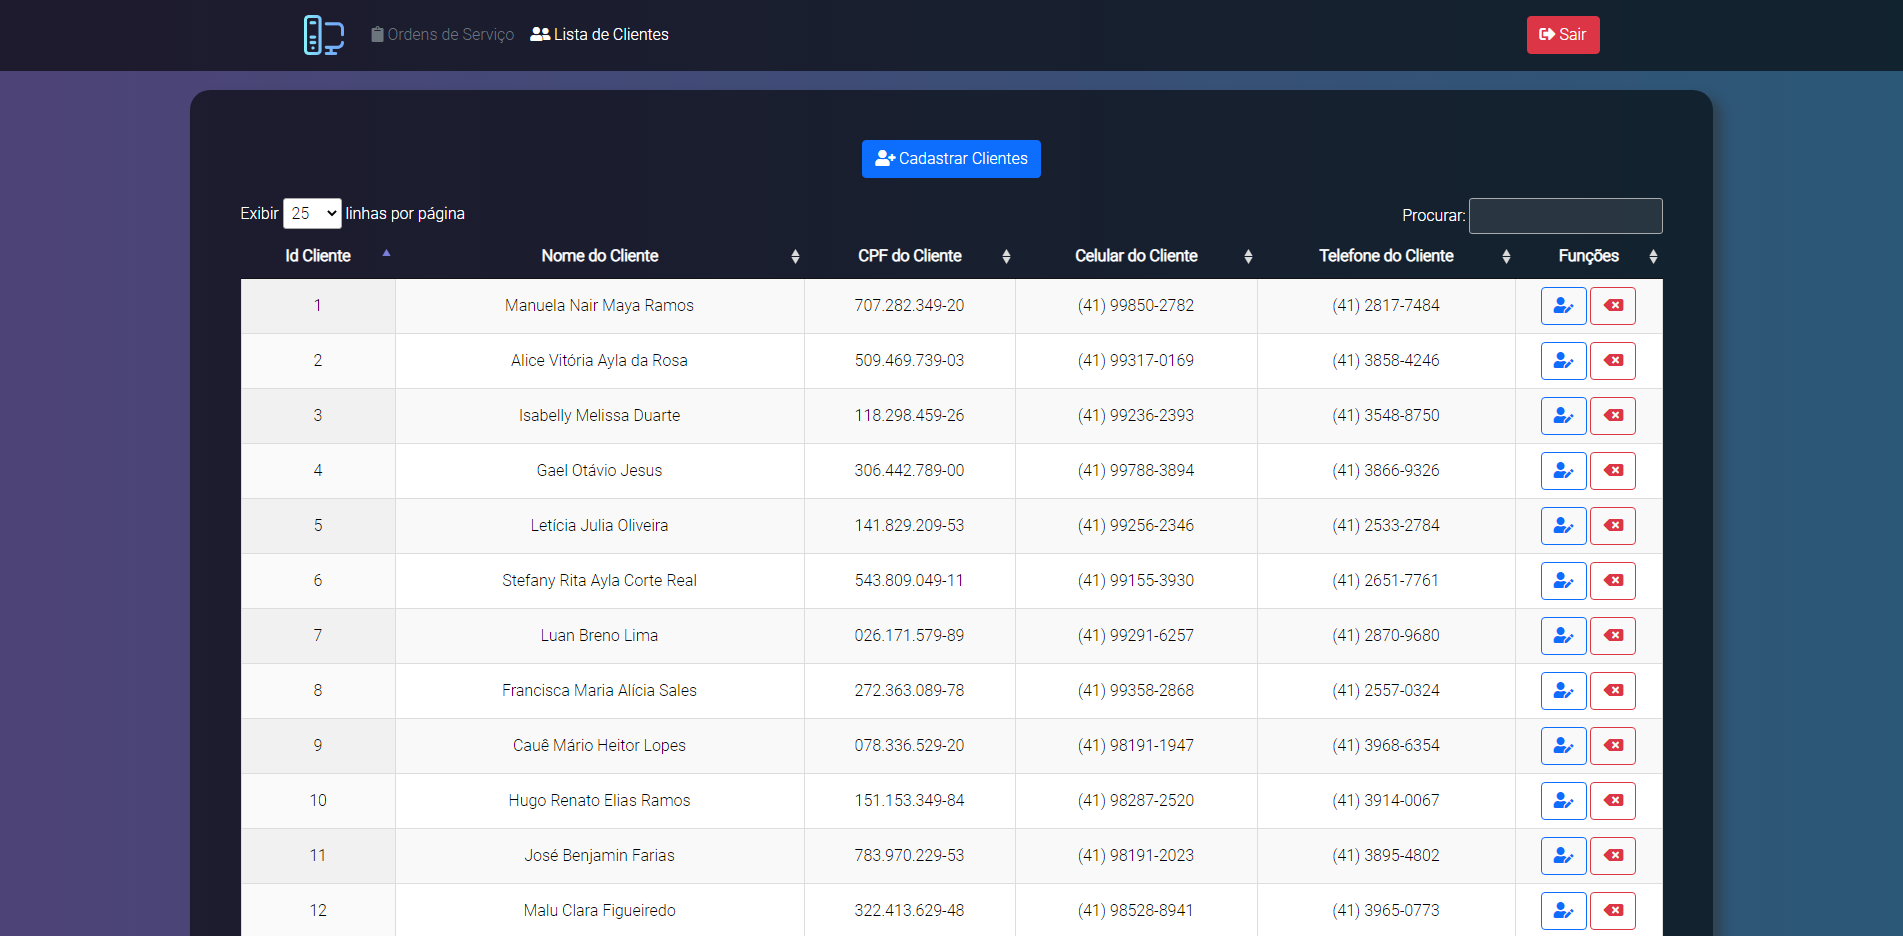 Ordens de Serviço Lista de Clientes Sair
Cadastrar Clientes
Exibir 25 linhas por página Procurar:
Id Cliente Nome do Cliente CPF do Cliente Celular do Cliente Telefone do Cliente Funções
1 Manuela Nair Maya Ramos 707.282.349-20 (41) 99850-2782 (41) 2817-7484
2 Alice Vitória Ayla da Rosa 509.469.739-03 (41) 99317-0169 (41) 3858-4246
3 Isabelly Melissa Duarte 118.298.459-26 (41) 99236-2393 (41) 3548-8750
4 Gael Otávio Jesus 306.442.789-00 (41) 99788-3894 (41) 3866-9326
5 Letícia Julia Oliveira 141.829.209-53 (41) 99256-2346 (41) 2533-2784
6 Stefany Rita Ayla Corte Real 543.809.049-11 (41) 99155-3930 (41) 2651-7761
7 Luan Breno Lima 026.171.579-89 (41) 99291-6257 (41) 2870-9680
8 Francisca Maria Alícia Sales 272.363.089-78 (41) 99358-2868 (41) 2557-0324
9 Cauê Mário Heitor Lopes 078.336.529-20 (41) 98191-1947 (41) 3968-6354
10 Hugo Renato Elias Ramos 151.153.349-84 (41) 98287-2520 (41) 3914-0067
11 José Benjamin Farias 783.970.229-53 (41) 98191-2023 (41) 3895-4802
12 Malu Clara Figueiredo 322.413.629-48 (41) 98528-8941 (41) 3965-0773